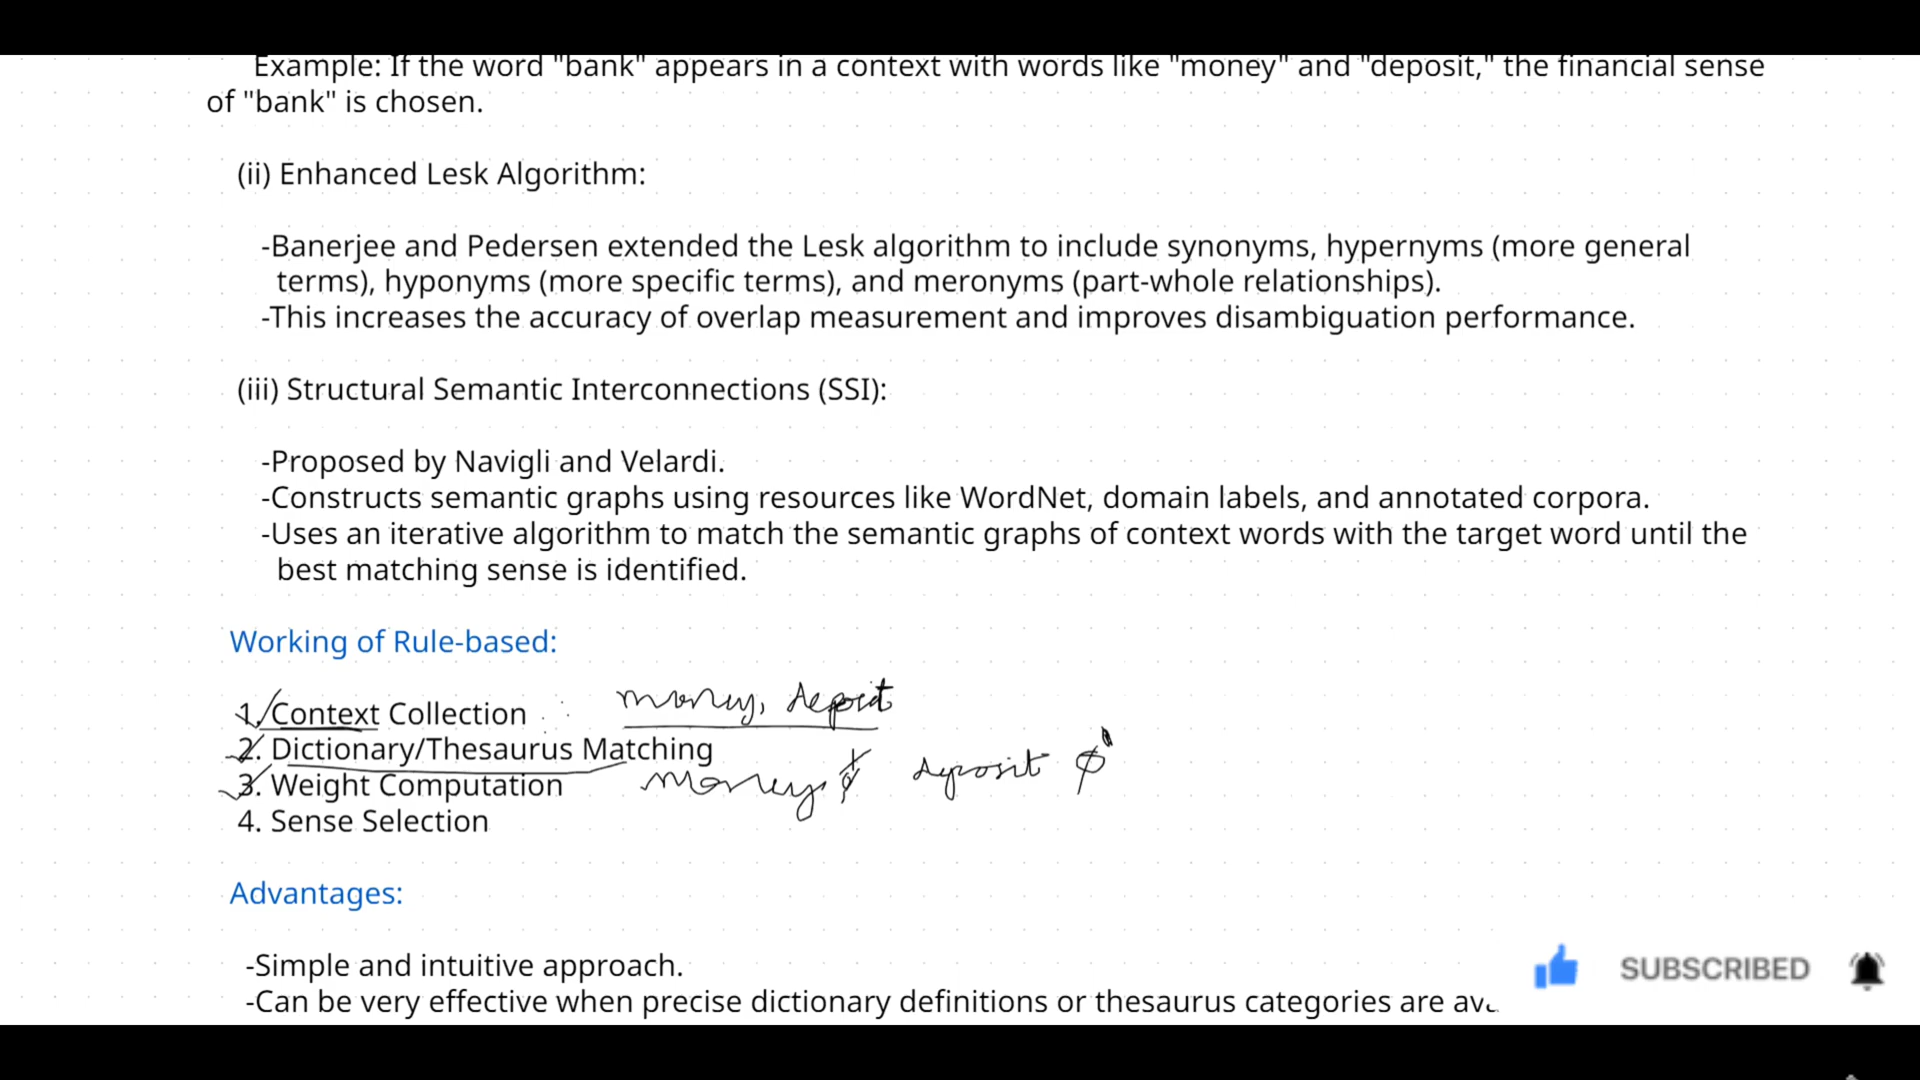 Example: If the word "bank" appears in a context with words like "money" and "deposit," the financial sense
of "bank" is chosen.
(ii) Enhanced Lesk Algorithm:
-Banerjee and Pedersen extended the Lesk algorithm to include synonyms, hypernyms (more general
terms), hyponyms (more specific terms), and meronyms (part-whole relationships).
-This increases the accuracy of overlap measurement and improves disambiguation performance.
(iii) Structural Semantic Interconnections (SSI):
-Proposed by Navigli and Velardi.
-Constructs semantic graphs using resources like WordNet, domain labels, and annotated corpora.
-Uses an iterative algorithm to match the semantic graphs of context words with the target word until the
best matching sense is identified.
Working of Rule-based:
1. Context Collection money, deposit
2. Dictionary/Thesaurus Matching
3. Weight Computation money deposit
4. Sense Selection
Advantages:
-Simple and intuitive approach.
SUBSCRIBED
-Can be very effective when precise dictionary definitions or thesaurus categories are